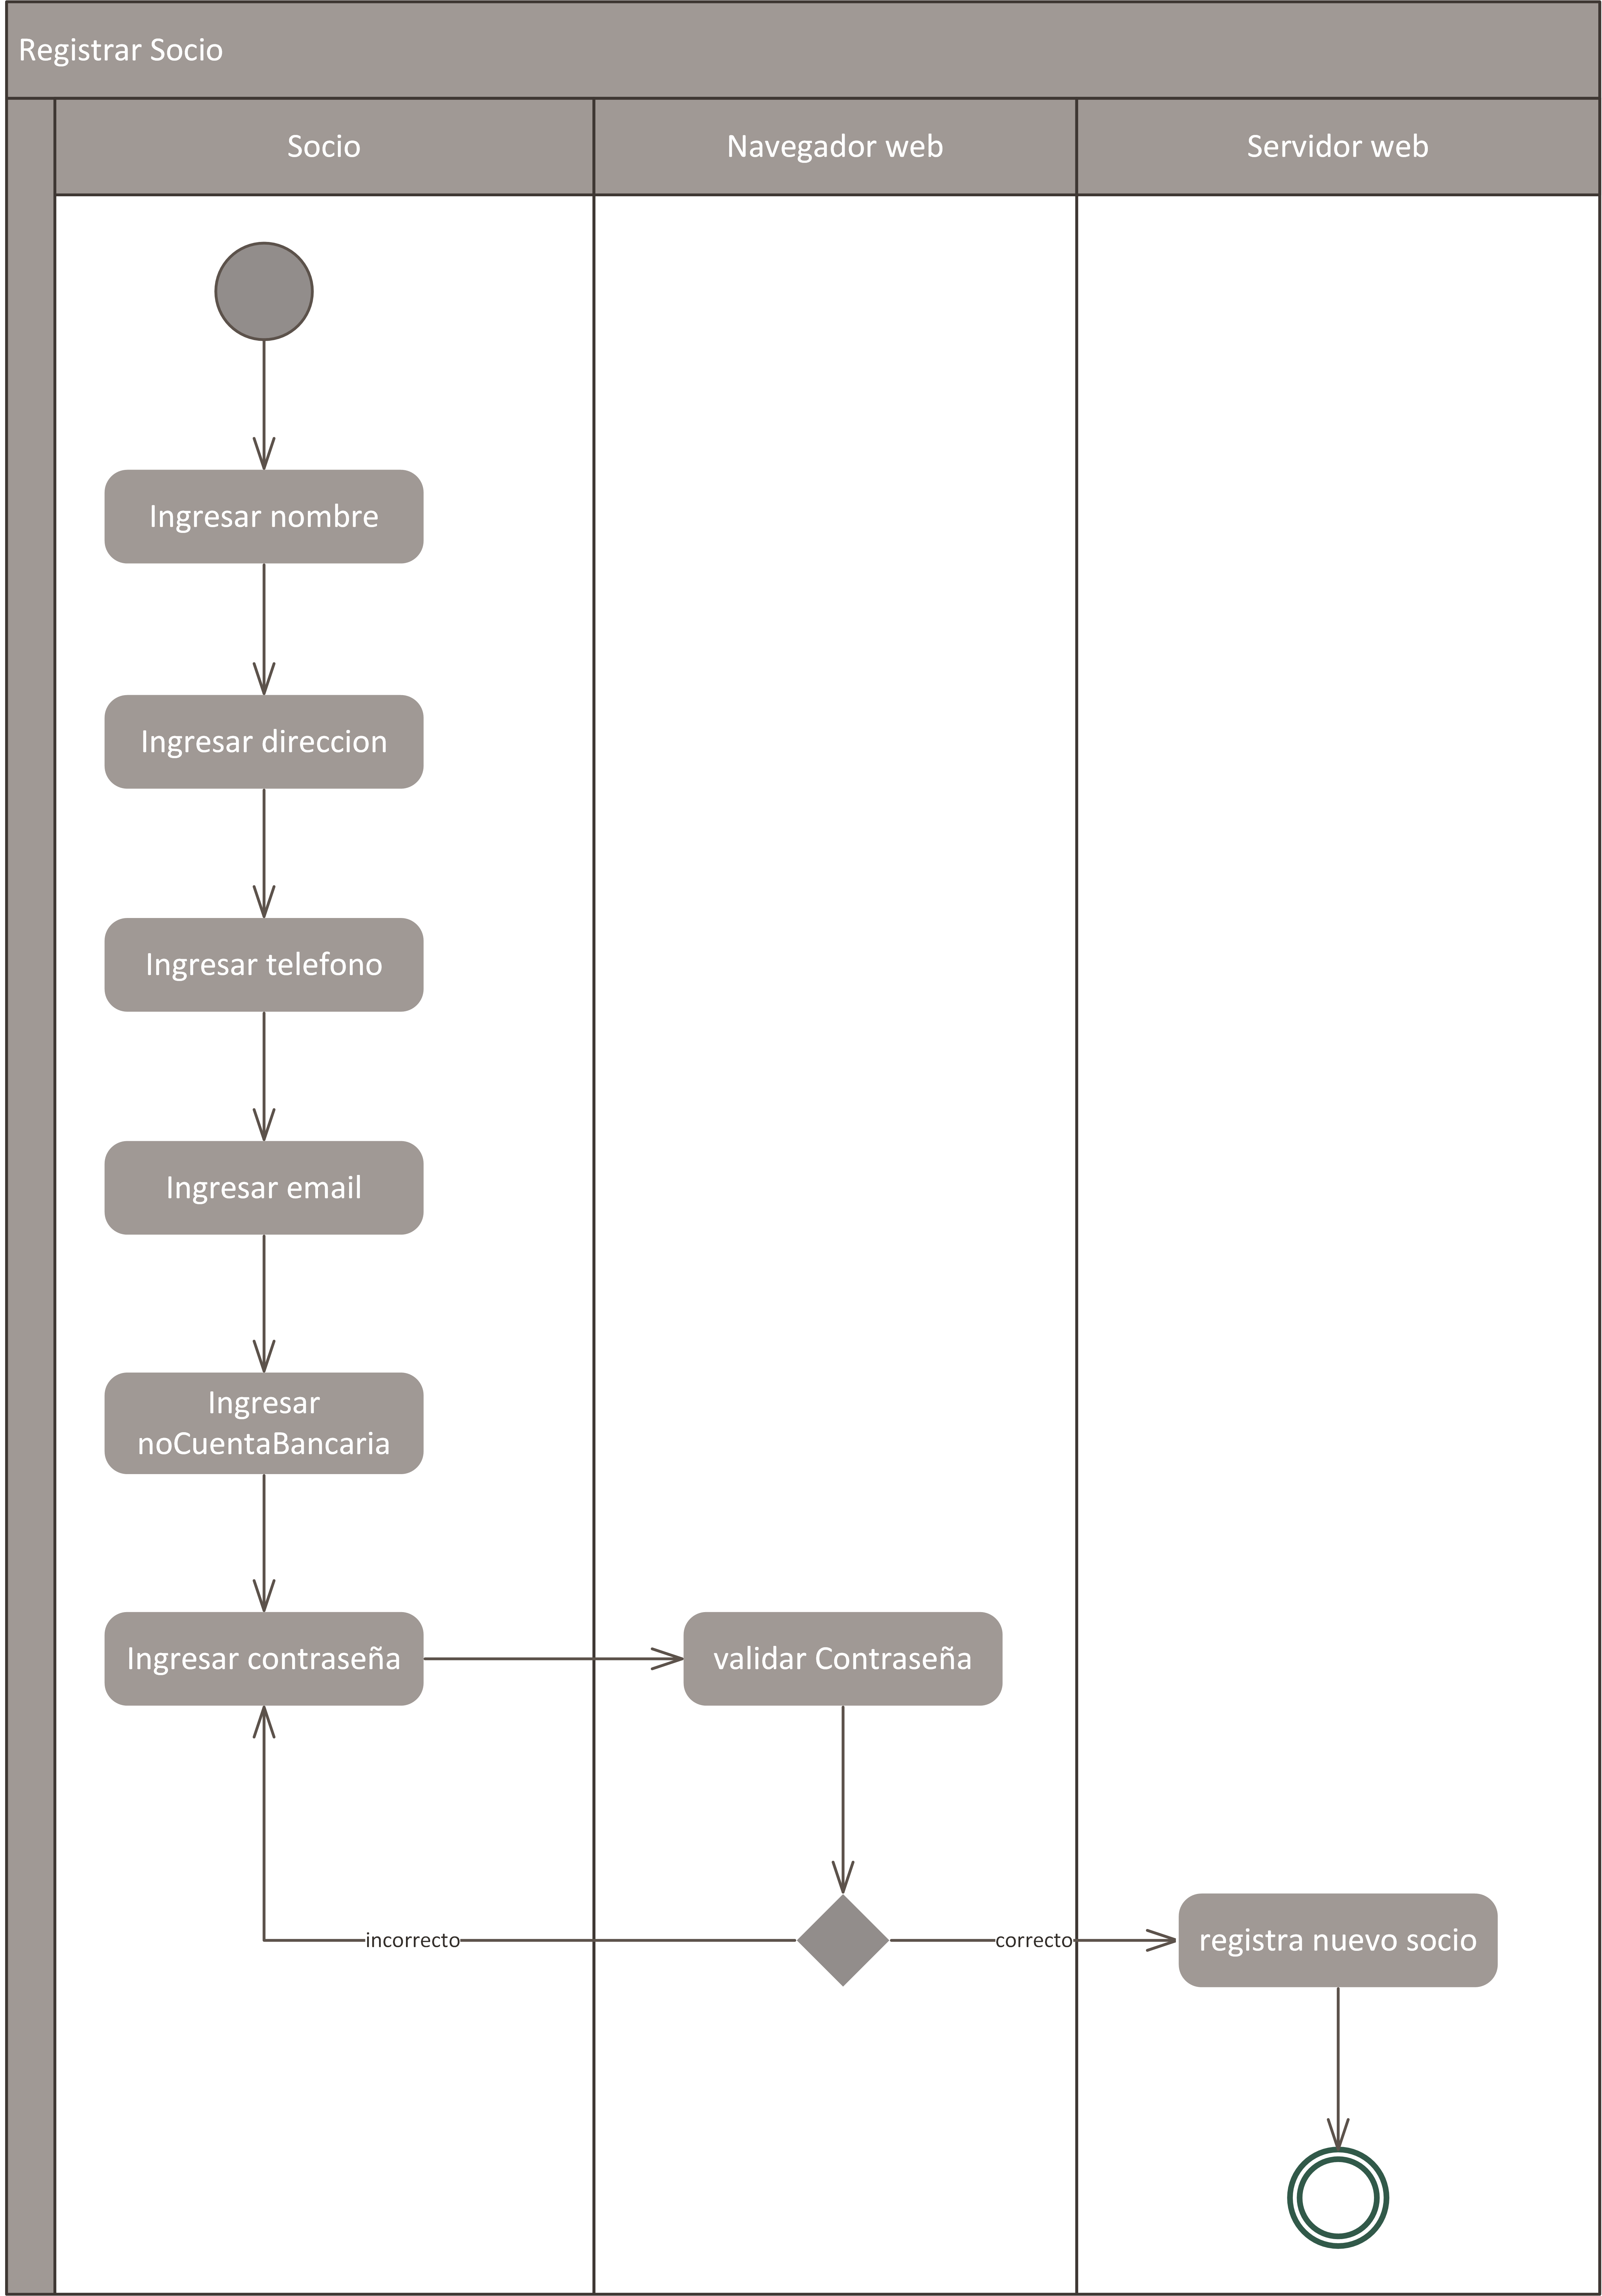 Registrar Socio
Socio
Navegador web
Servidor web
Ingresar nombre
Ingresar direccion
Ingresar telefono
Ingresar email
Ingresar
noCuentaBancaria
Ingresar contraseña
validar Contraseña
incorrecto
correcto
registra nuevo socio